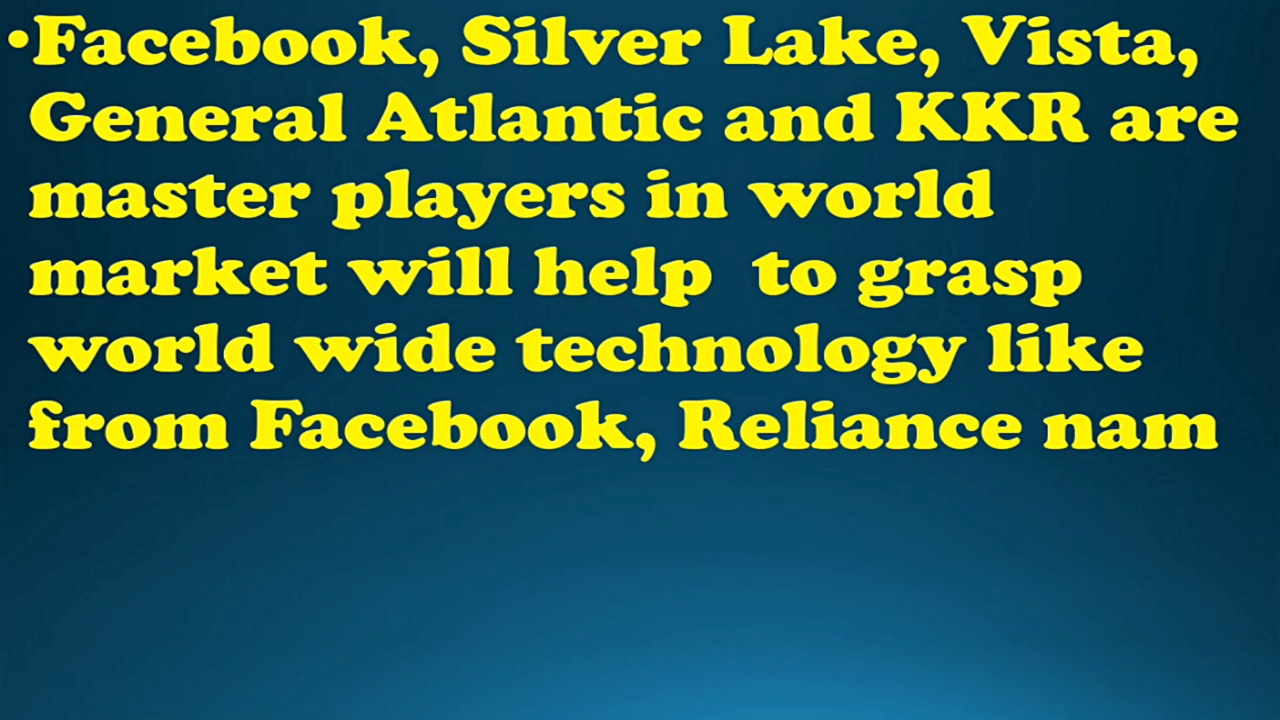 •Facebook, Silver Lake, Vista,
General Atlantic and KKR are
master players in world
market will help  to grasp
world wide technology like
from Facebook, Reliance nam